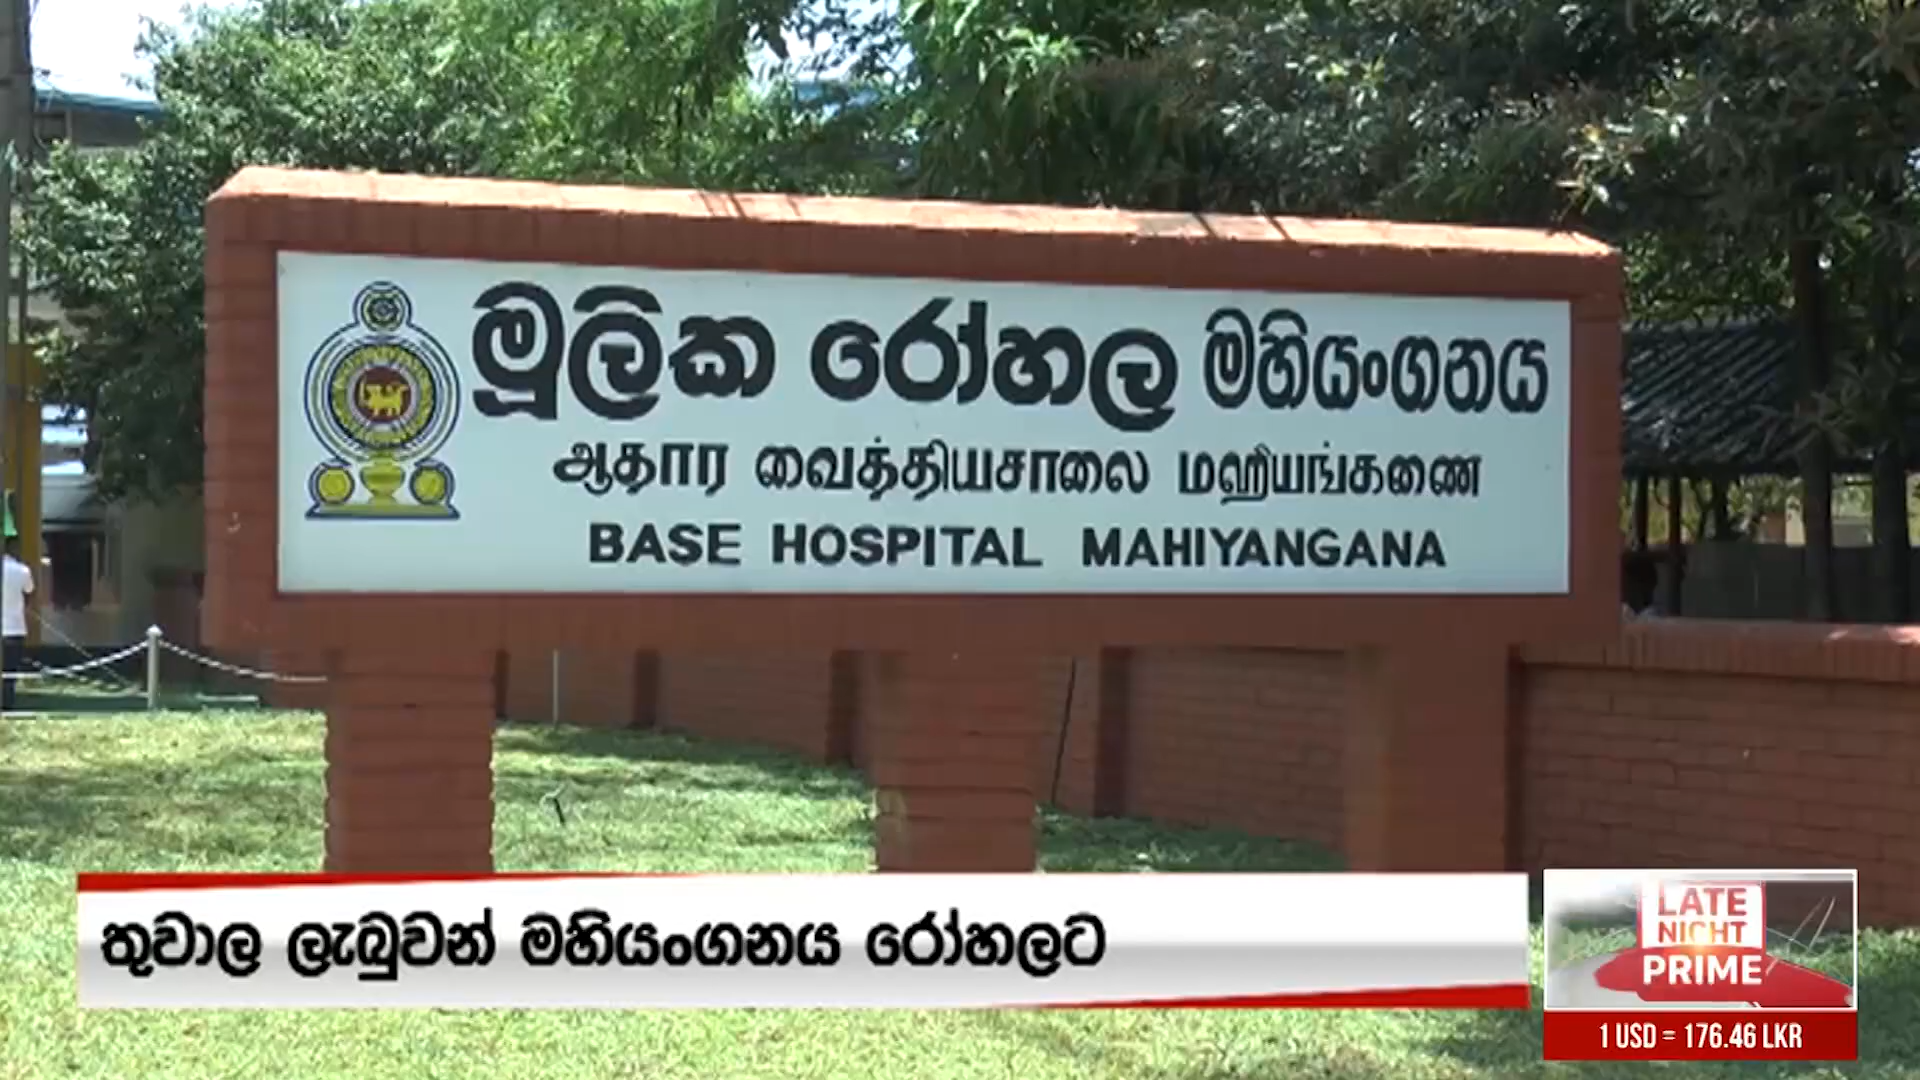 මූලික රෝහල මහියංගනය
ஆதார வைத்தியசாலை மஹியங்கணை
BASE HOSPITAL MAHIYANGANA
තුවාල ලැබුවන් මහියංගනය රෝහලට
LATE
NIGHT
PRIME
1 USD = 176.46 LKR